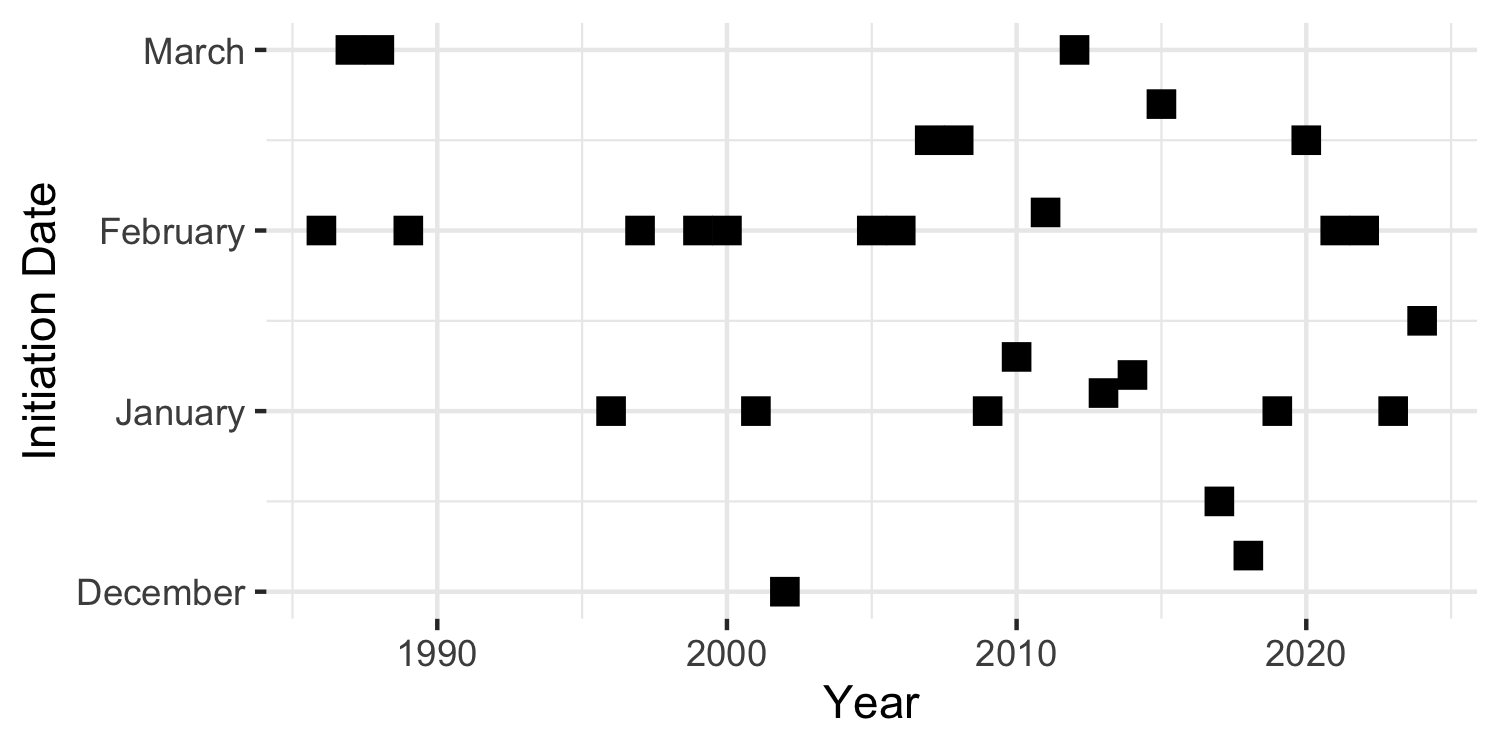 March
February
January
December
Initiation Date
1990 2000 2010 2020
Year